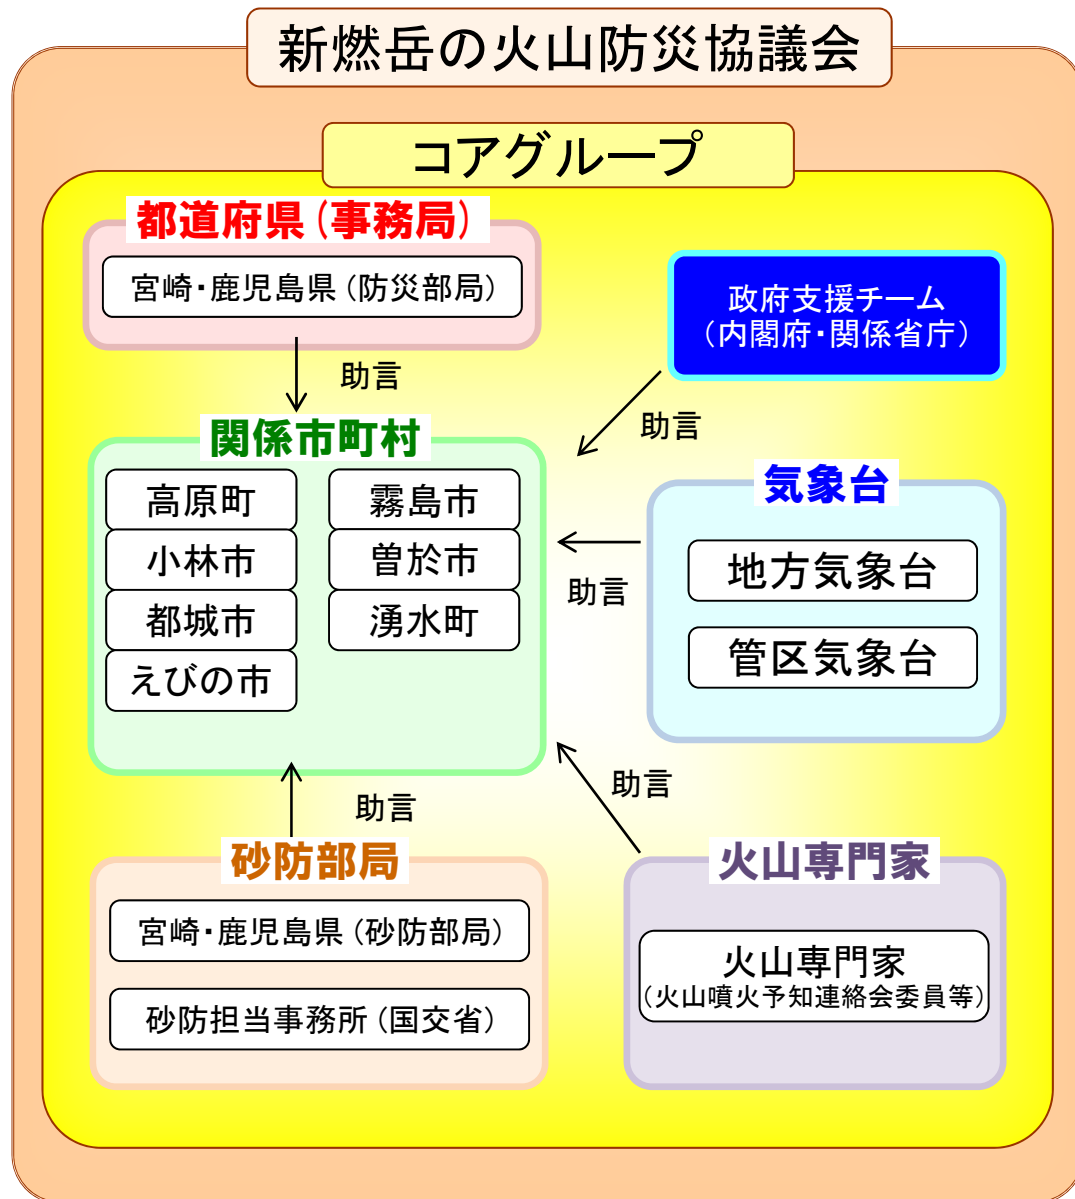 新燃岳の火山防災協議会
コアグループ
都道府県(事務局)
宮崎・鹿児島県(防災部局)
政府支援チーム
(内閣府・関係省庁)
助言
助言
関係市町村
高原町
小林市
都城市
えびの市
霧島市
曽於市
湧水町
気象台
地方気象台
管区気象台
助言
助言
助言
砂防部局
宮崎・鹿児島県(砂防部局)
砂防担当事務所(国交省)
火山専門家
火山専門家
(火山噴火予知連絡会委員等)